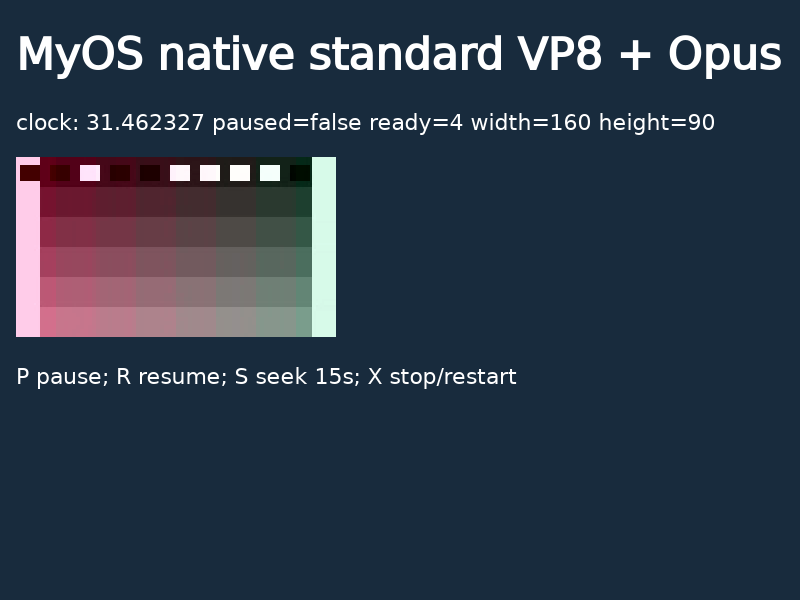 MyOS native standard VP8 + Opus
clock: 31.462327 paused=false ready=4 width=160 height=90
P pause; R resume; S seek 15s; X stop/restart